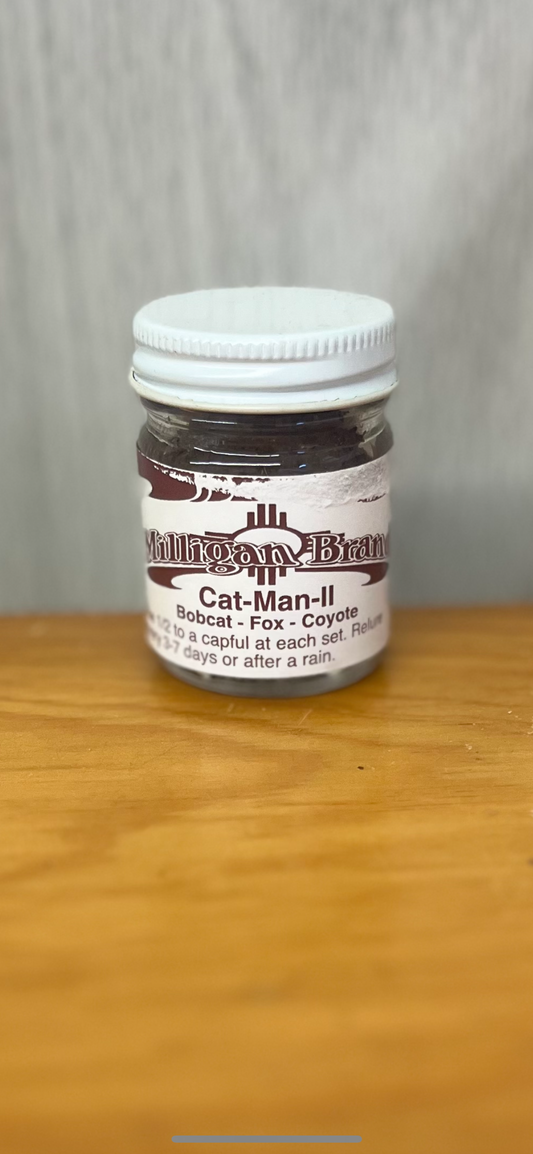 Milligan Bran
Cat-Man-II
Bobcat - Fox - Coyote
1/2 to a capful at each set. Relure
3-7 days or after a rain.